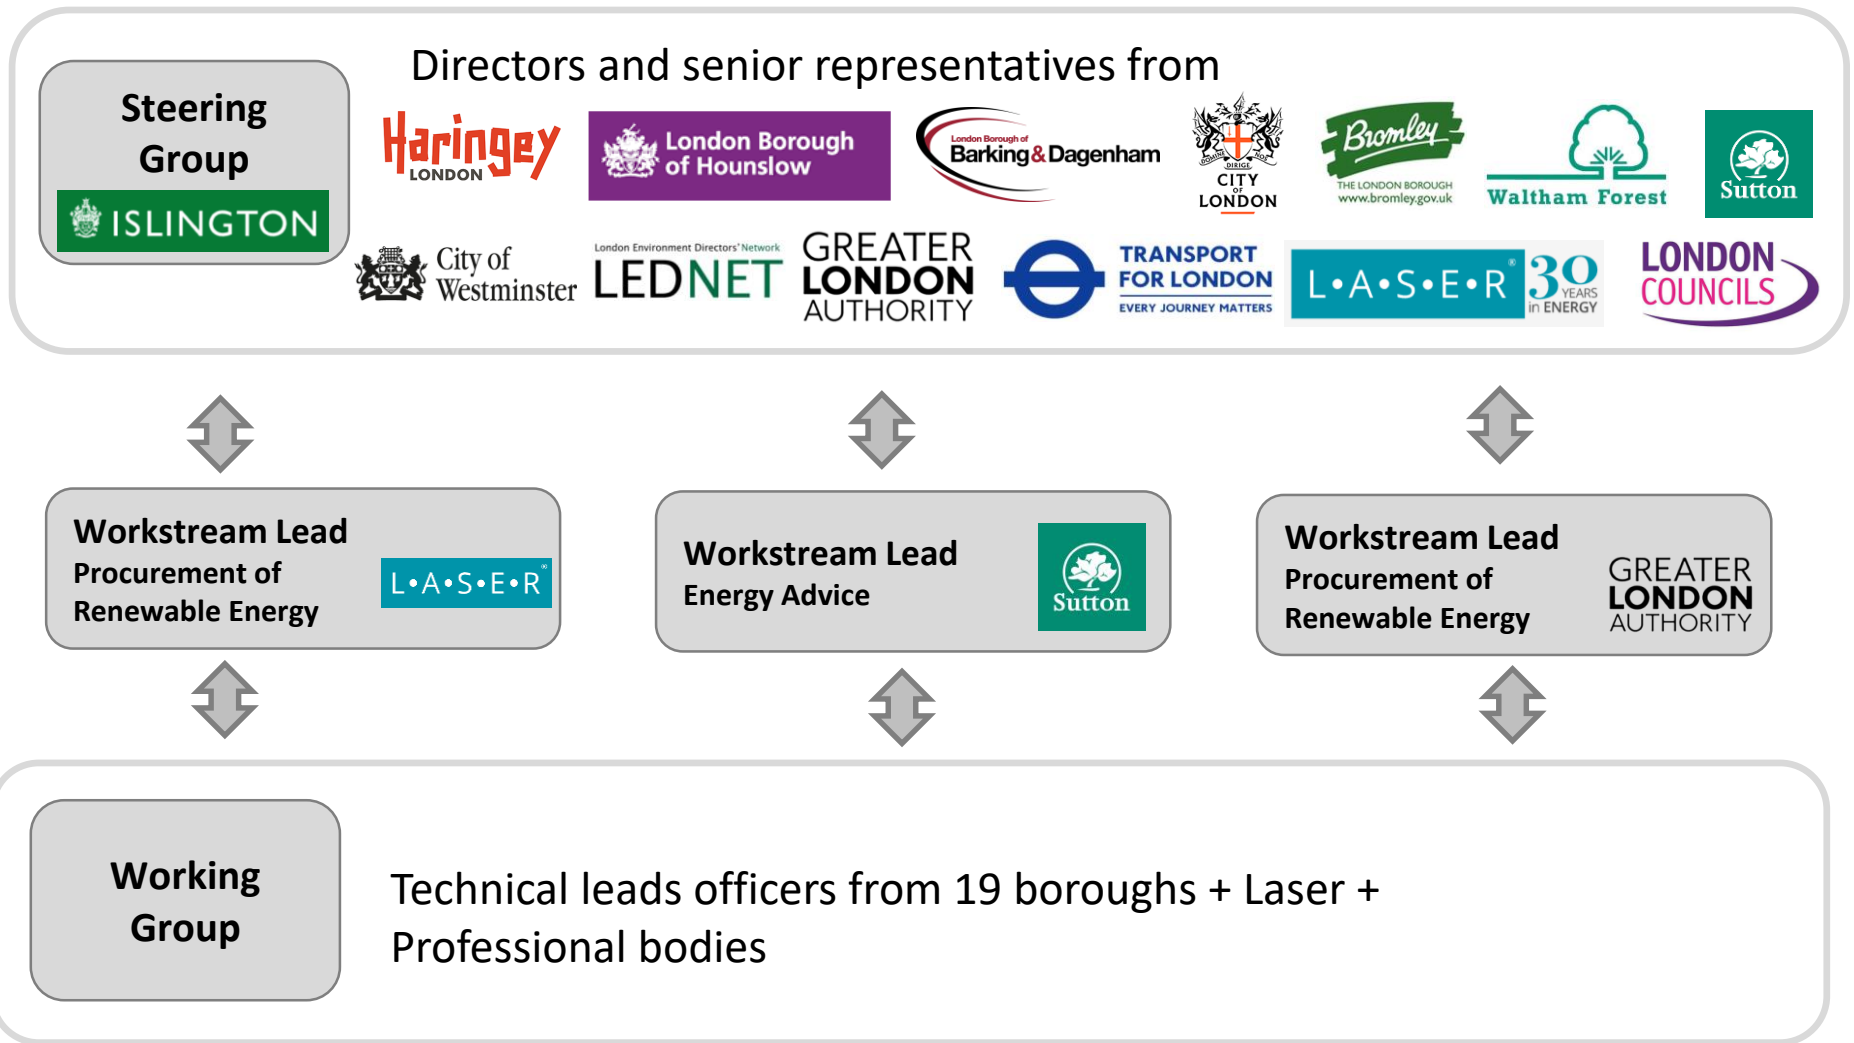 Directors and senior representatives from
Steering
Group
ISLINGTON
Haringey
LONDON
London Borough
of Hounslow
London Borough of
Barking & Dagenham
DOMINE DIRIGE NOS
CITY
OF
LONDON
Bromley
THE LONDON BOROUGH
www.bromley.gov.uk
Waltham Forest
Sutton
City of
Westminster
London Environment Directors' Network
LEDNET
GREATER
LONDON
AUTHORITY
TRANSPORT
FOR LONDON
EVERY JOURNEY MATTERS
L•A•S•E•R®
30
YEARS
in ENERGY
LONDON
COUNCILS
Workstream Lead
Procurement of
Renewable Energy
L•A•S•E•R®
Workstream Lead
Energy Advice
Sutton
Workstream Lead
Procurement of
Renewable Energy
GREATER
LONDON
AUTHORITY
Working
Group
Technical leads officers from 19 boroughs + Laser +
Professional bodies